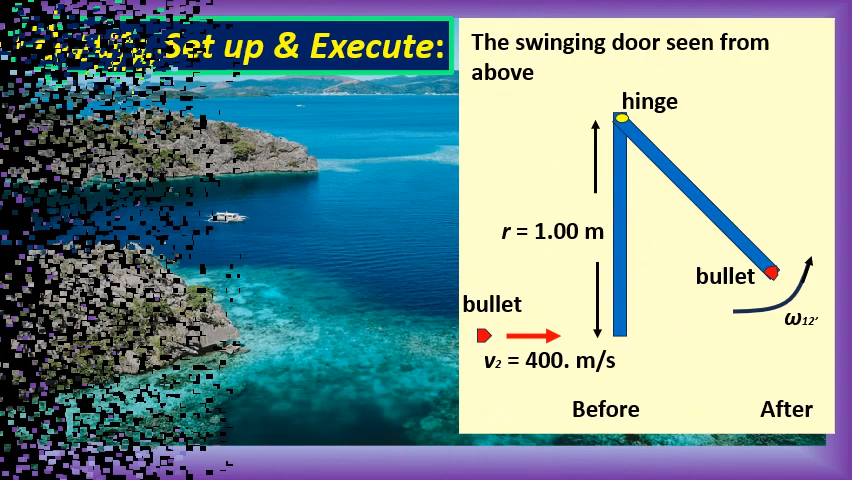 Set up & Execute:
The swinging door seen from
above
hinge
r = 1.00 m
bullet
bullet
ω12’
v2 = 400. m/s
Before After